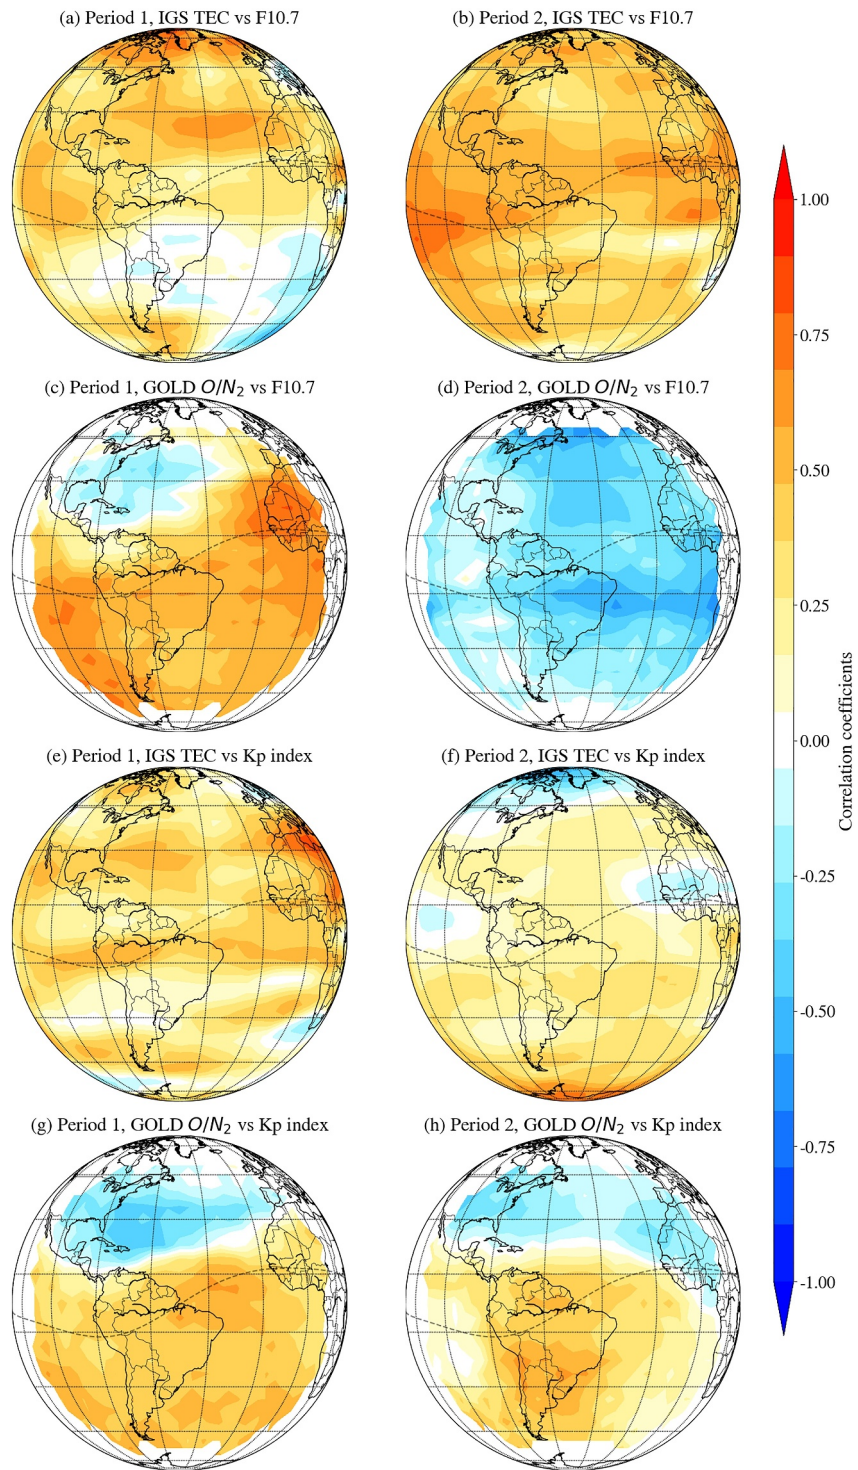 (a) Period 1, IGS TEC vs F10.7
(b) Period 2, IGS TEC vs F10.7
(c) Period 1, GOLD O/N₂ vs F10.7
(d) Period 2, GOLD O/N₂ vs F10.7
(e) Period 1, IGS TEC vs Kp index
(f) Period 2, IGS TEC vs Kp index
(g) Period 1, GOLD O/N₂ vs Kp index
(h) Period 2, GOLD O/N₂ vs Kp index
1.00
0.75
0.50
0.25
0.00
-0.25
-0.50
-0.75
-1.00
Correlation coefficients